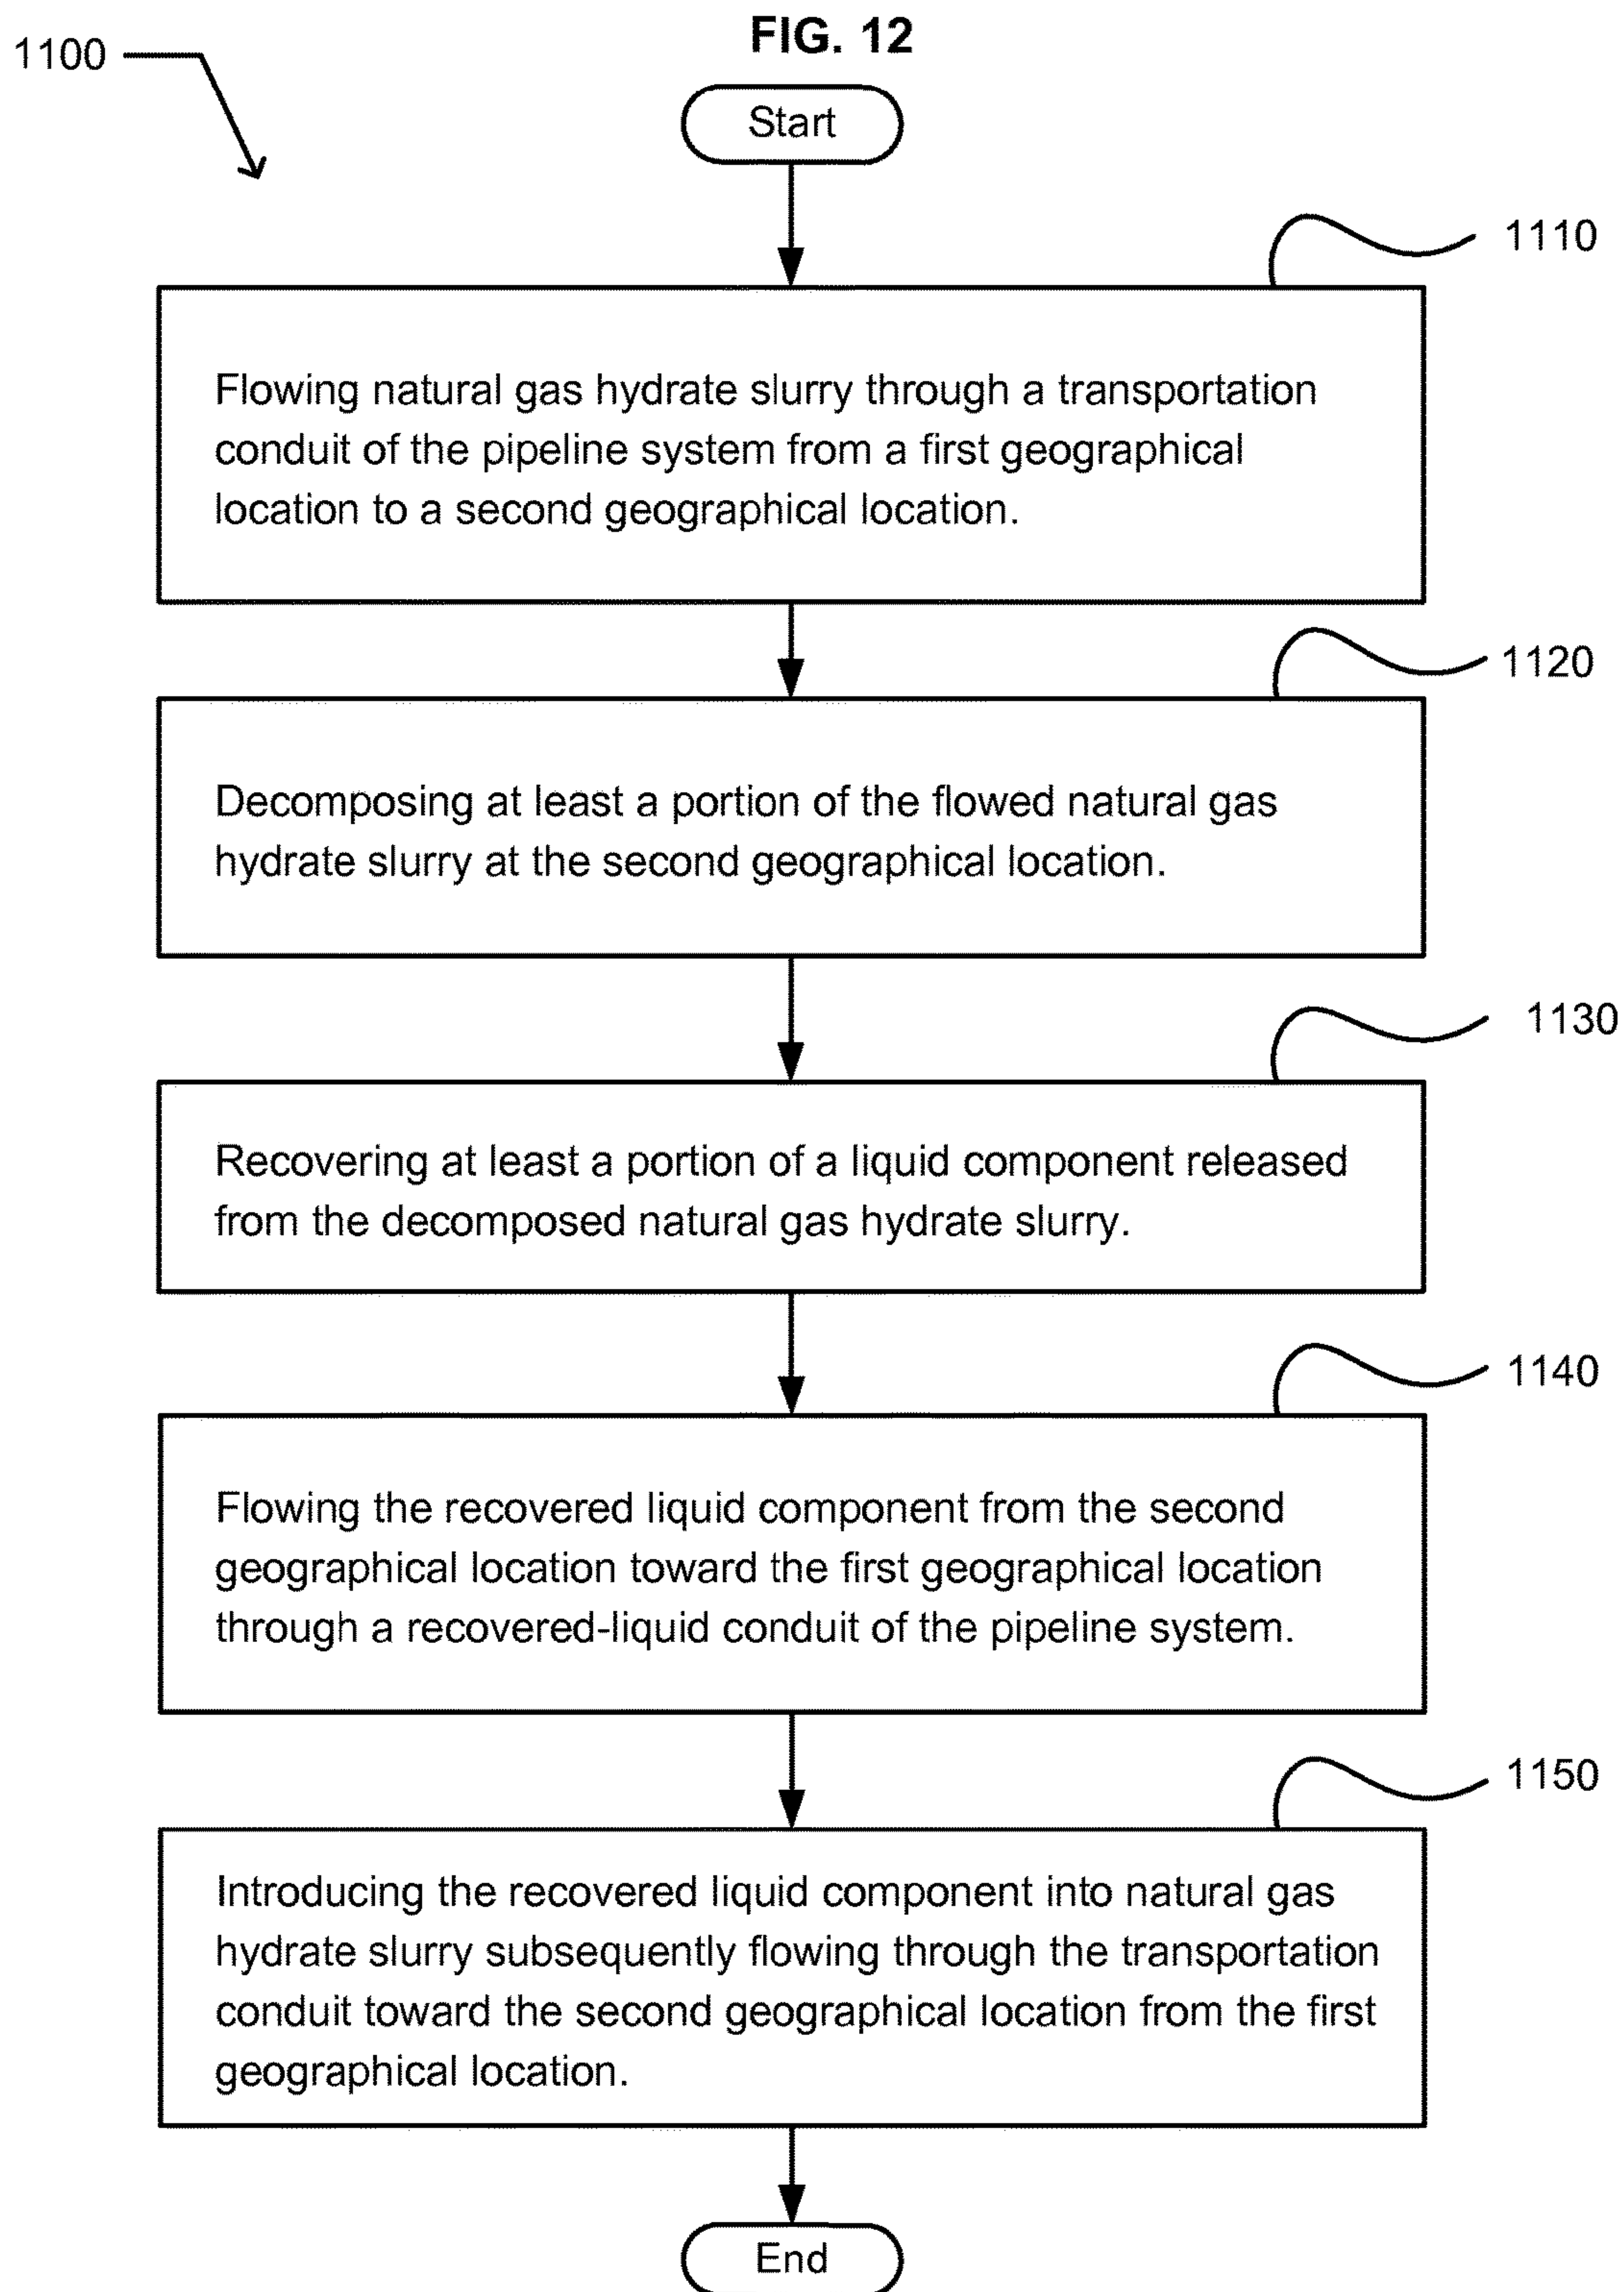 FIG. 12
1100
Start
1110
Flowing natural gas hydrate slurry through a transportation
conduit of the pipeline system from a first geographical
location to a second geographical location.
1120
Decomposing at least a portion of the flowed natural gas
hydrate slurry at the second geographical location.
1130
Recovering at least a portion of a liquid component released
from the decomposed natural gas hydrate slurry.
1140
Flowing the recovered liquid component from the second
geographical location toward the first geographical location
through a recovered-liquid conduit of the pipeline system.
1150
Introducing the recovered liquid component into natural gas
hydrate slurry subsequently flowing through the transportation
conduit toward the second geographical location from the first
geographical location.
End